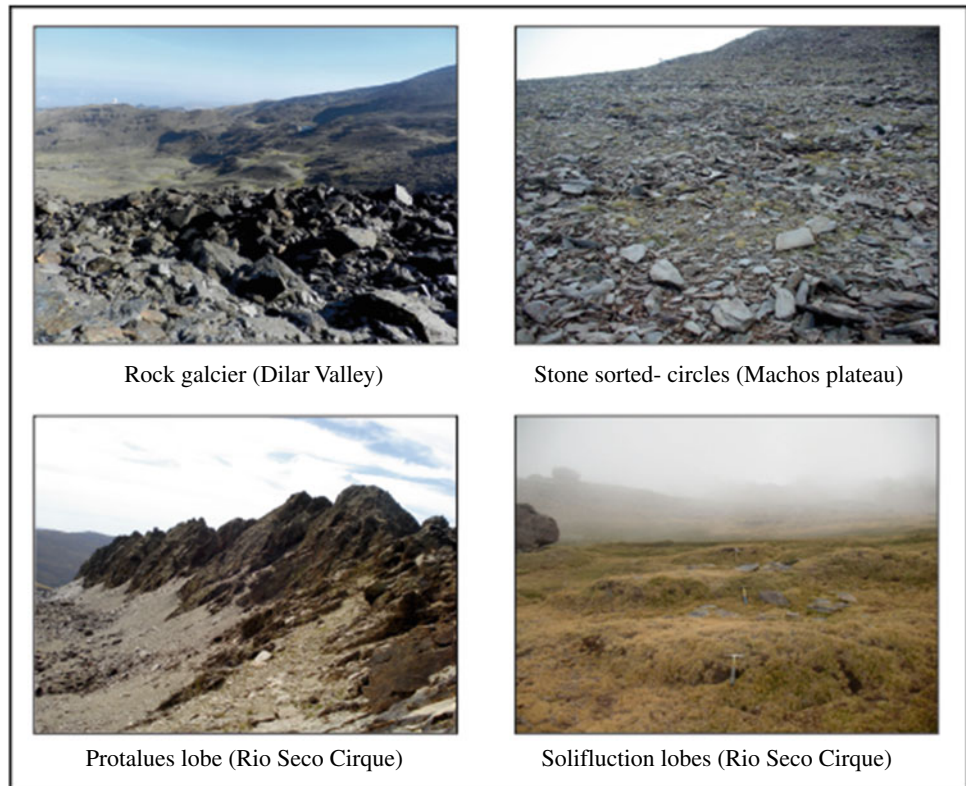 Rock galcier (Dilar Valley)
Stone sorted- circles (Machos plateau)
Protalues lobe (Rio Seco Cirque)
Solifluction lobes (Rio Seco Cirque)